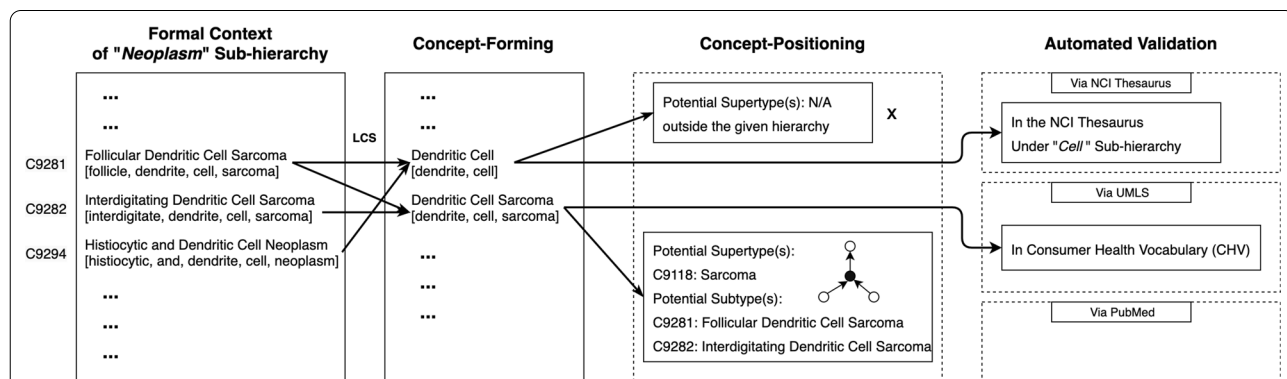 Formal Context
of "Neoplasm" Sub-hierarchy
Concept-Forming
Concept-Positioning
Automated Validation
...
...
C9281
Follicular Dendritic Cell Sarcoma
[follicle, dendrite, cell, sarcoma]
C9282
Interdigitating Dendritic Cell Sarcoma
[interdigitate, dendrite, cell, sarcoma]
C9294
Histiocytic and Dendritic Cell Neoplasm
[histiocytic, and, dendrite, cell, neoplasm]
...
...
...
LCS
...
...
Dendritic Cell
[dendrite, cell]
Dendritic Cell Sarcoma
[dendrite, cell, sarcoma]
...
...
...
Potential Supertype(s): N/A
outside the given hierarchy
X
Potential Supertype(s):
C9118: Sarcoma
Potential Subtype(s):
C9281: Follicular Dendritic Cell Sarcoma
C9282: Interdigitating Dendritic Cell Sarcoma
Via NCI Thesaurus
In the NCI Thesaurus
Under "Cell" Sub-hierarchy
Via UMLS
In Consumer Health Vocabulary (CHV)
Via PubMed